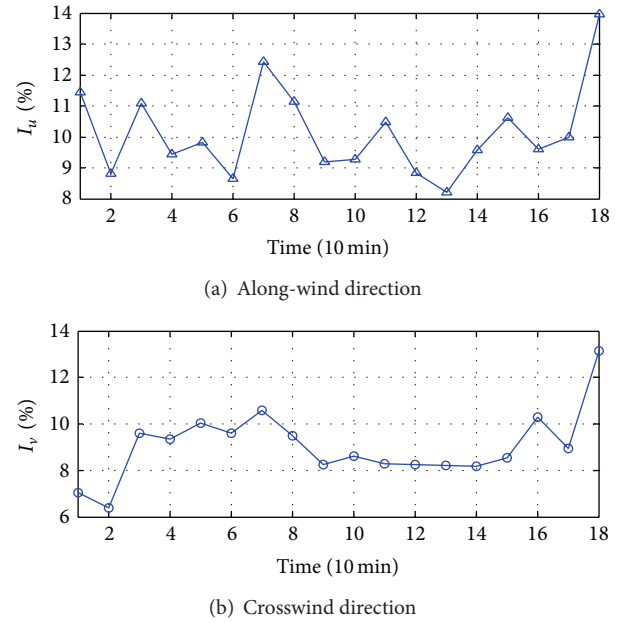 14
13
12
11
10
9
8
I_u (%)
2 4 6 8 10 12 14 16 18
Time (10 min)
(a) Along-wind direction
14
12
10
8
6
I_v (%)
2 4 6 8 10 12 14 16 18
Time (10 min)
(b) Crosswind direction